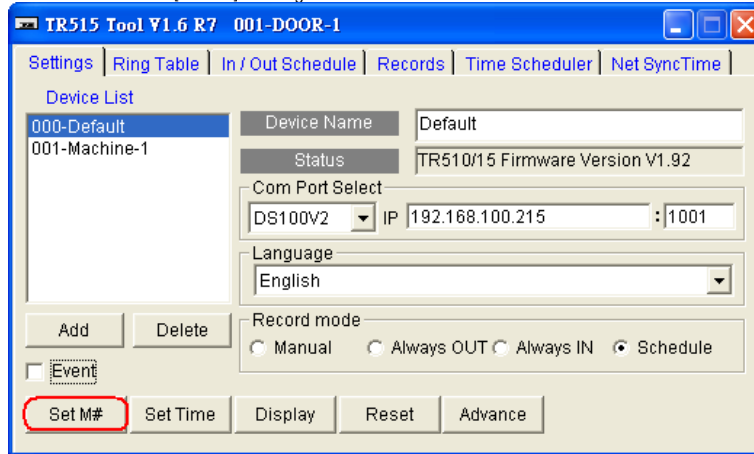 TR515 Tool V1.6 R7 001-DOOR-1
Settings Ring Table In / Out Schedule Records Time Scheduler Net SyncTime
Device List
000-Default
001-Machine-1
Device Name Default
Status TR510/15 Firmware Version V1.92
Com Port Select
DS100V2 IP 192.168.100.215 : 1001
Language
English
Add Delete
Record mode
Manual Always OUT Always IN Schedule
Event
Set M# Set Time Display Reset Advance